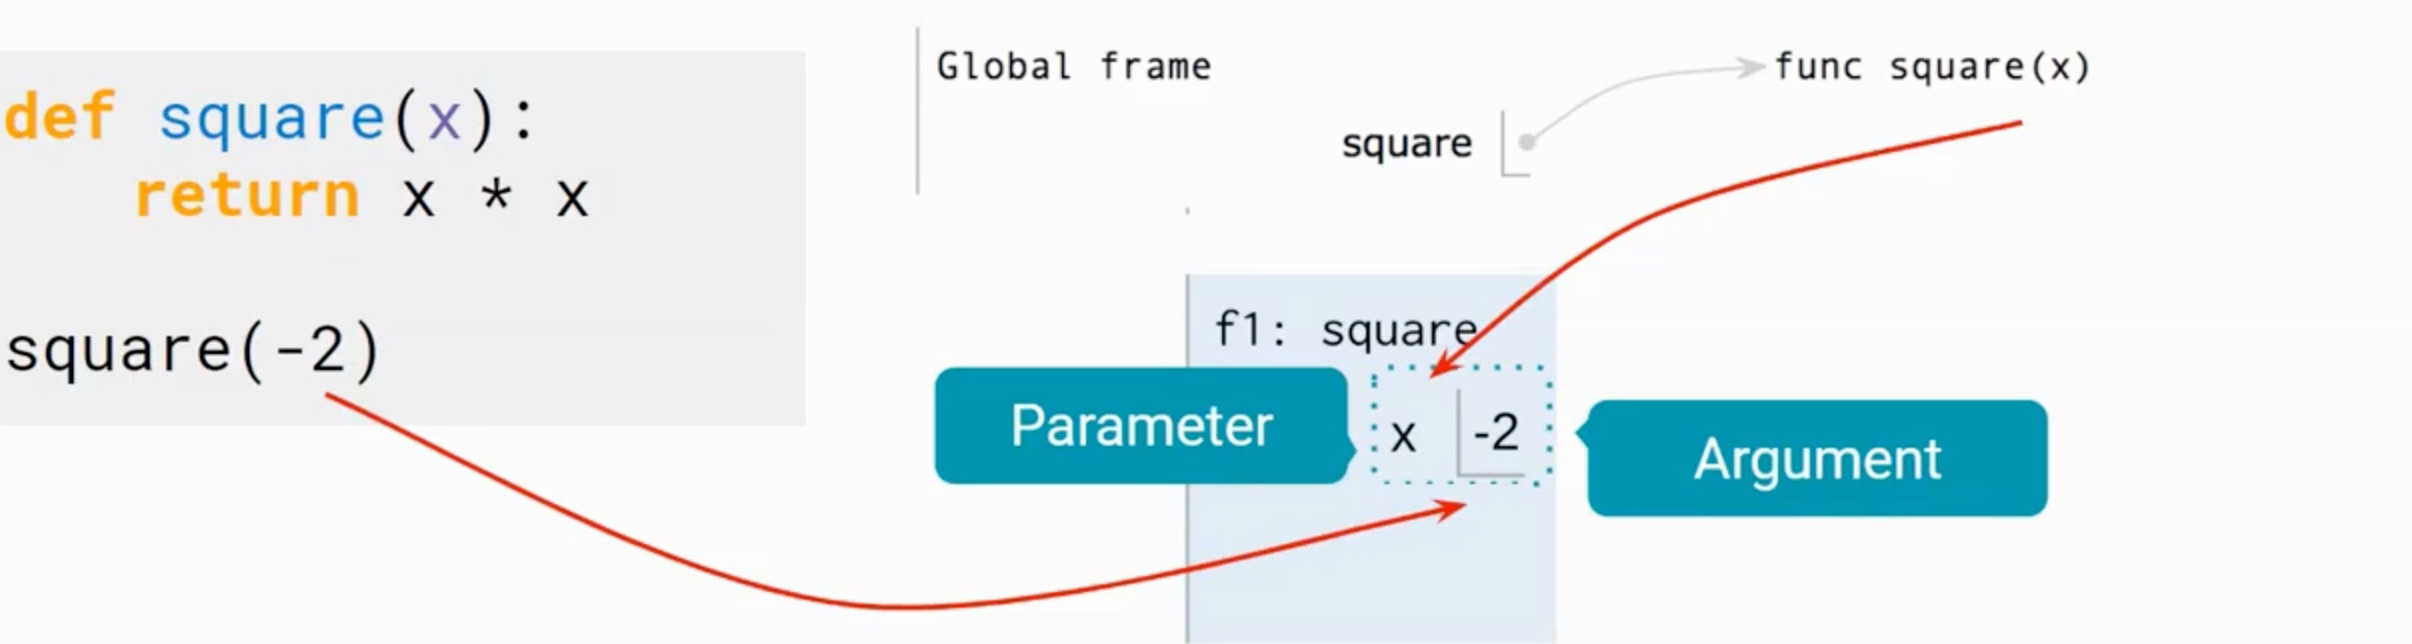 def square(x):
    return x * x
square(-2)
Global frame
square
func square(x)
f1: square
Parameter
x -2
Argument